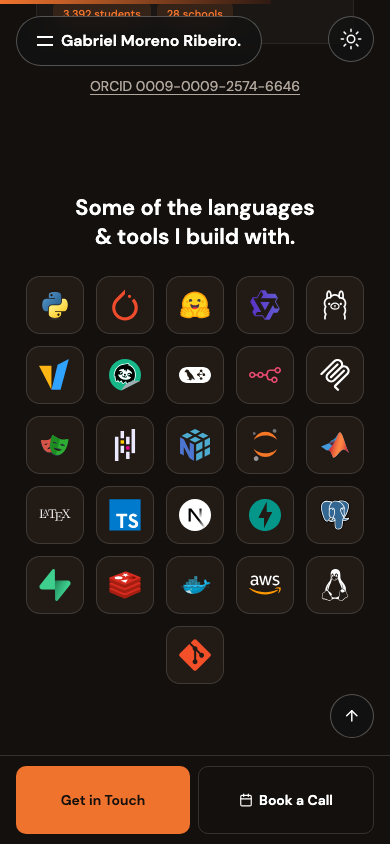 3,392 students 28 schools
Gabriel Moreno Ribeiro.
ORCID 0009-0009-2574-6646
Some of the languages
& tools I build with.
LATEX
TS
N
aws
Get in Touch
Book a Call